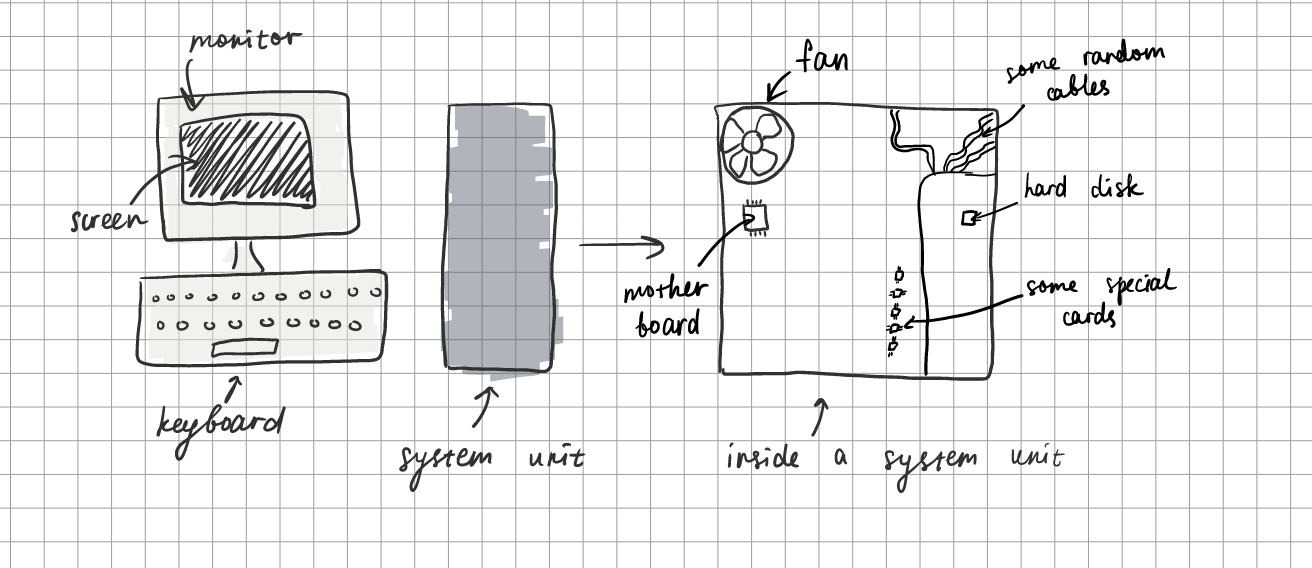 monitor
screen
keyboard
system unit
fan
some random
cables
hard disk
mother
board
some special
cards
inside a system unit